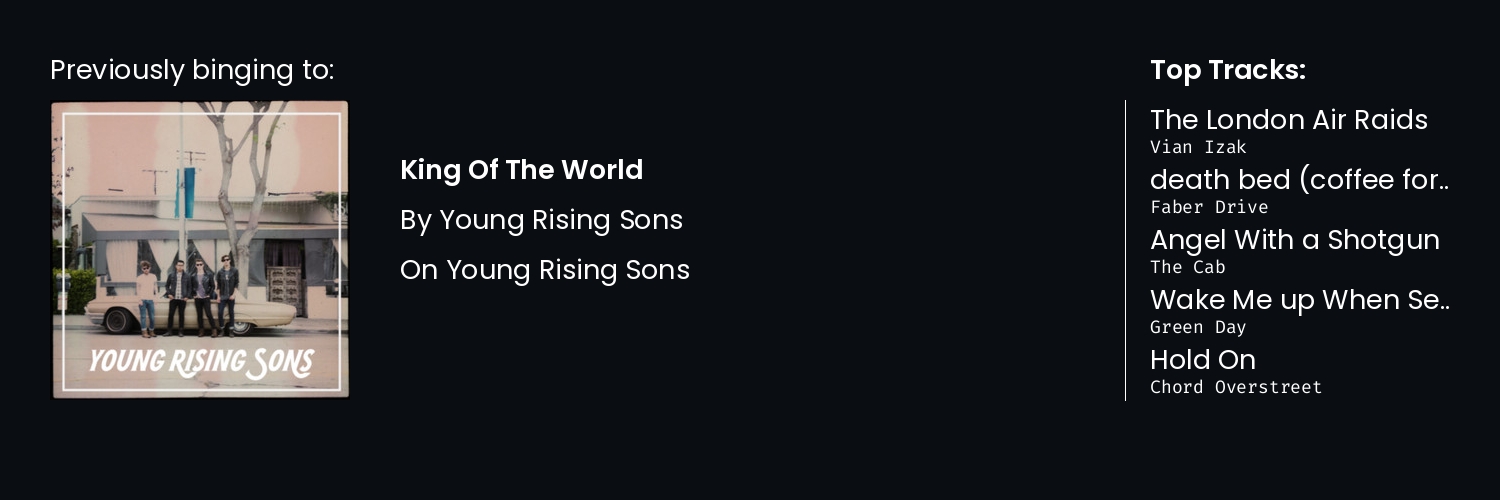 Previously binging to:
YOUNG RISING SONS
King Of The World
By Young Rising Sons
On Young Rising Sons
Top Tracks:
The London Air Raids
Vian Izak
death bed (coffee for..
Faber Drive
Angel With a Shotgun
The Cab
Wake Me up When Se..
Green Day
Hold On
Chord Overstreet